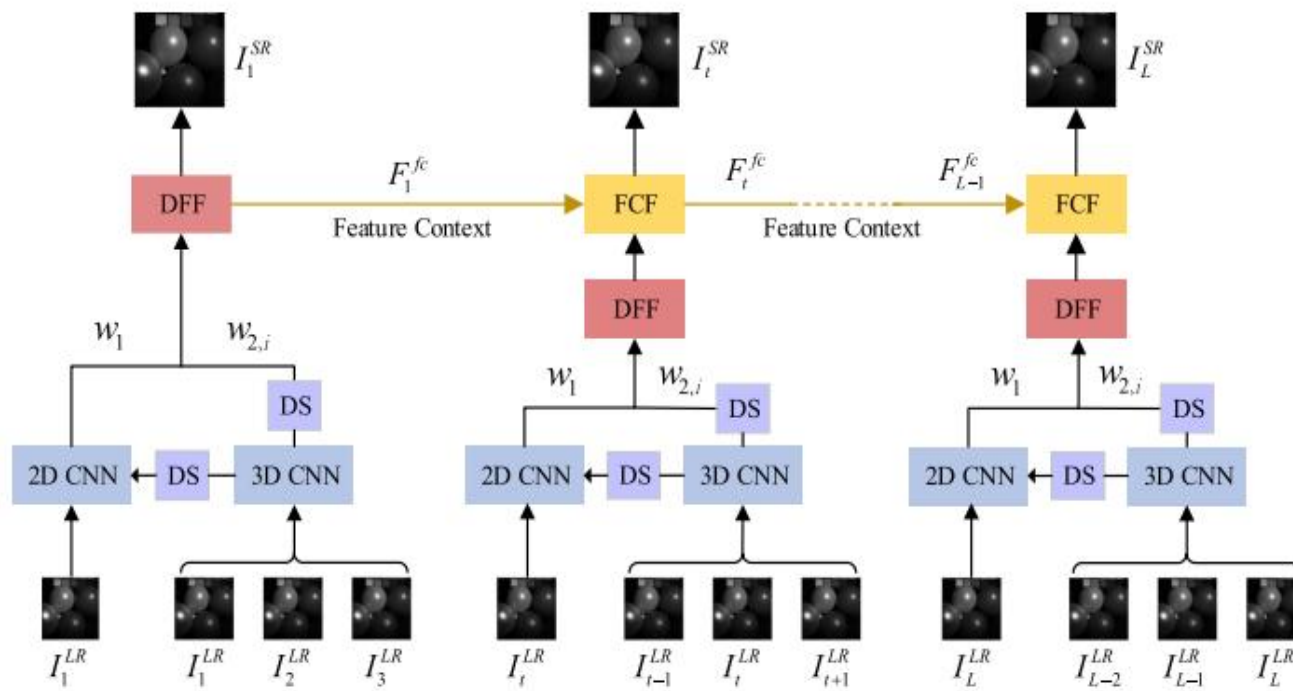 I_1^{SR} I_t^{SR} I_L^{SR}
F_1^{fc} F_t^{fc} F_{L-1}^{fc}
DFF FCF FCF
Feature Context Feature Context
DFF DFF
w_1 w_{2,i} w_1 w_{2,i} w_1 w_{2,i}
DS DS DS
2D CNN DS 3D CNN 2D CNN DS 3D CNN 2D CNN DS 3D CNN
I_1^{LR} I_1^{LR} I_2^{LR} I_3^{LR} I_t^{LR} I_{t-1}^{LR} I_t^{LR} I_{t+1}^{LR} I_L^{LR} I_{L-2}^{LR} I_{L-1}^{LR} I_L^{LR}